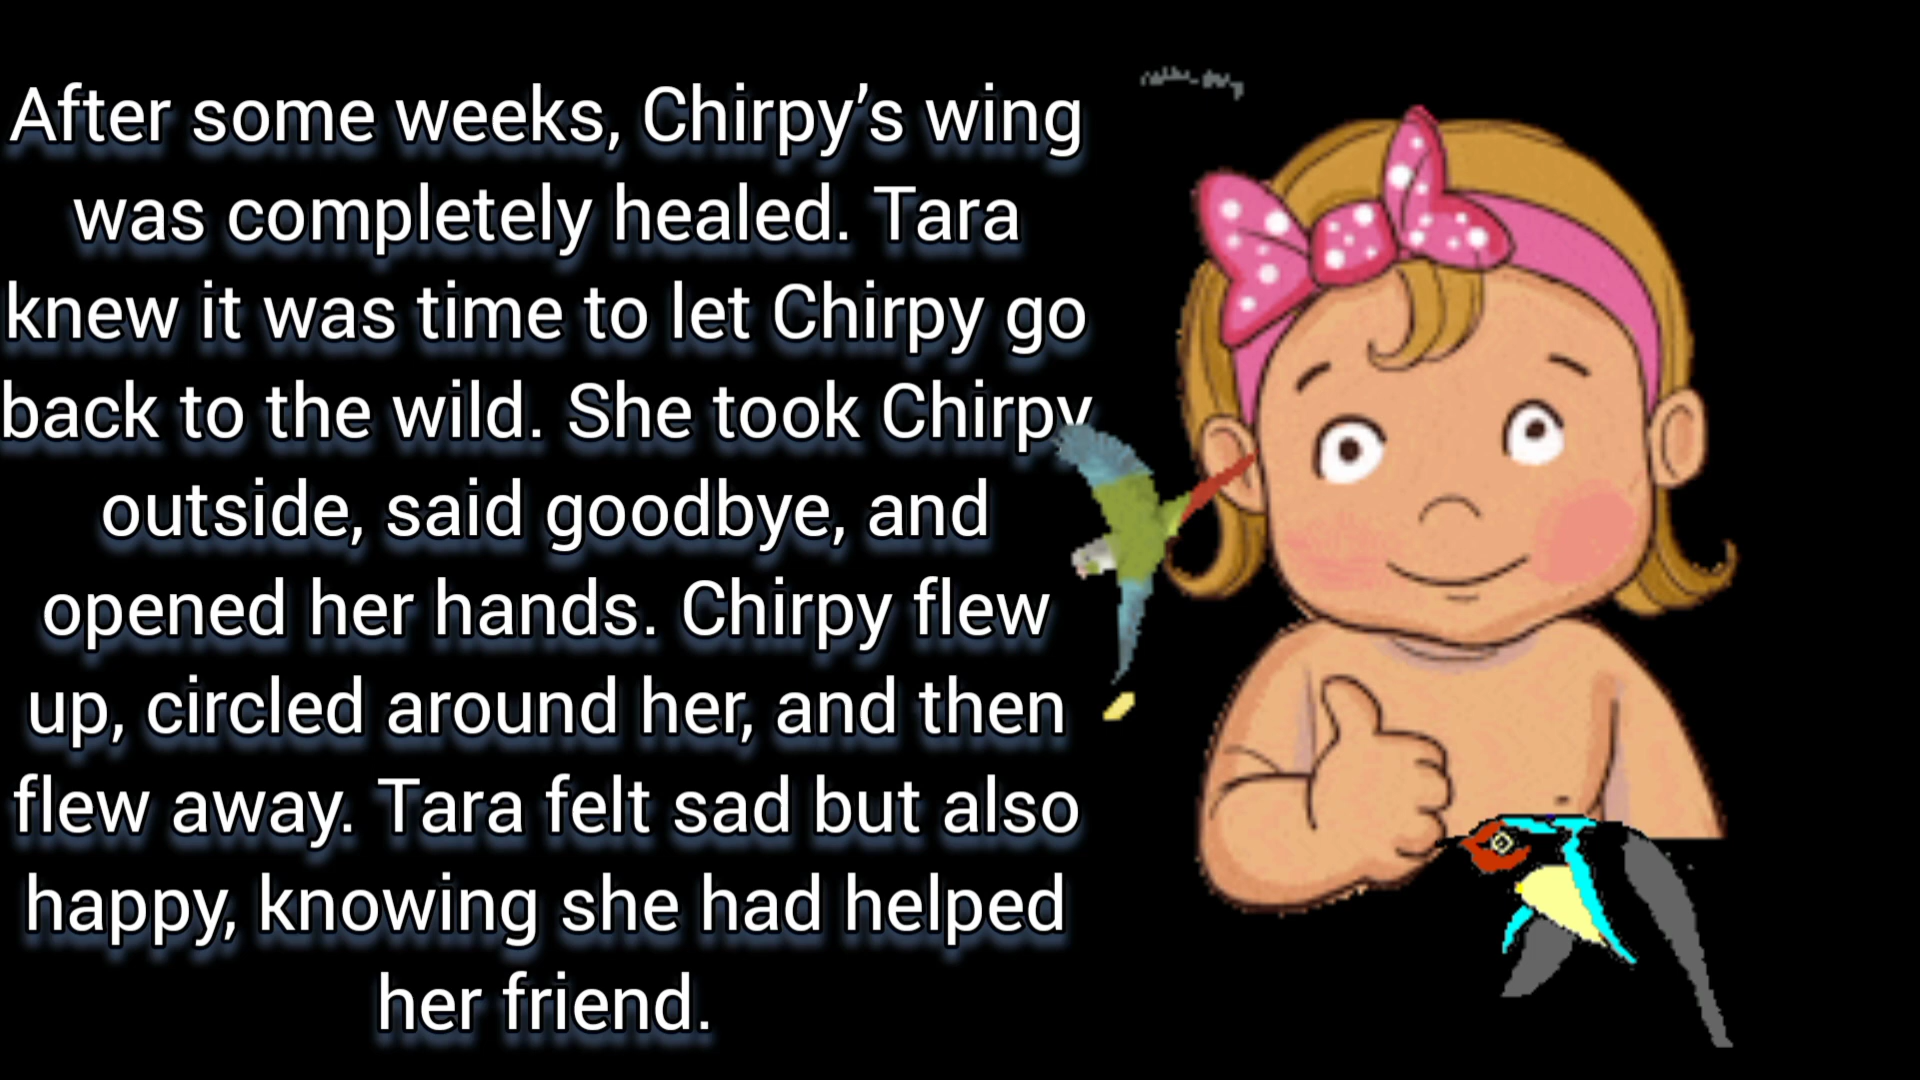 After some weeks, Chirpy’s wing
was completely healed. Tara
knew it was time to let Chirpy go
back to the wild. She took Chirpy
outside, said goodbye, and
opened her hands. Chirpy flew
up, circled around her, and then
flew away. Tara felt sad but also
happy, knowing she had helped
her friend.